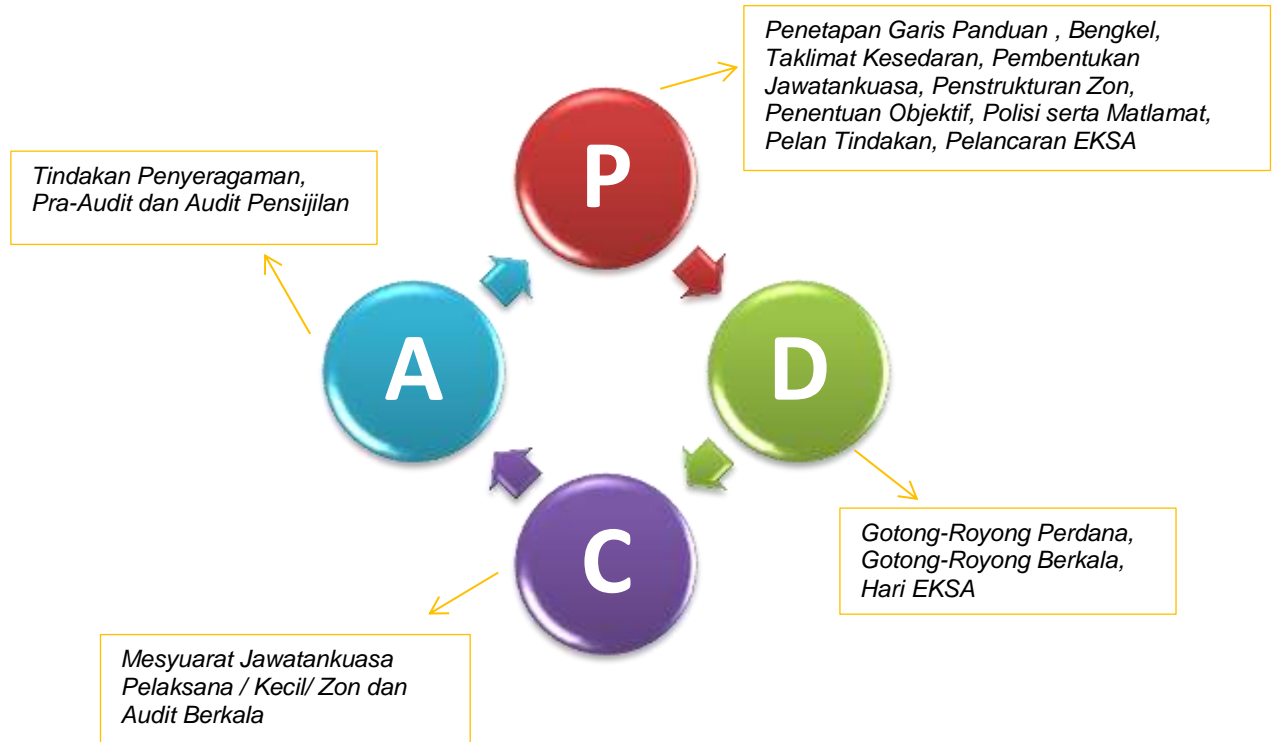 Penetapan Garis Panduan , Bengkel,
Taklimat Kesedaran, Pembentukan
Jawatankuasa, Penstrukturan Zon,
Penentuan Objektif, Polisi serta Matlamat,
Pelan Tindakan, Pelancaran EKSA
P
Tindakan Penyeragaman,
Pra-Audit dan Audit Pensijilan
A
D
C
Gotong-Royong Perdana,
Gotong-Royong Berkala,
Hari EKSA
Mesyuarat Jawatankuasa
Pelaksana / Kecil/ Zon dan
Audit Berkala